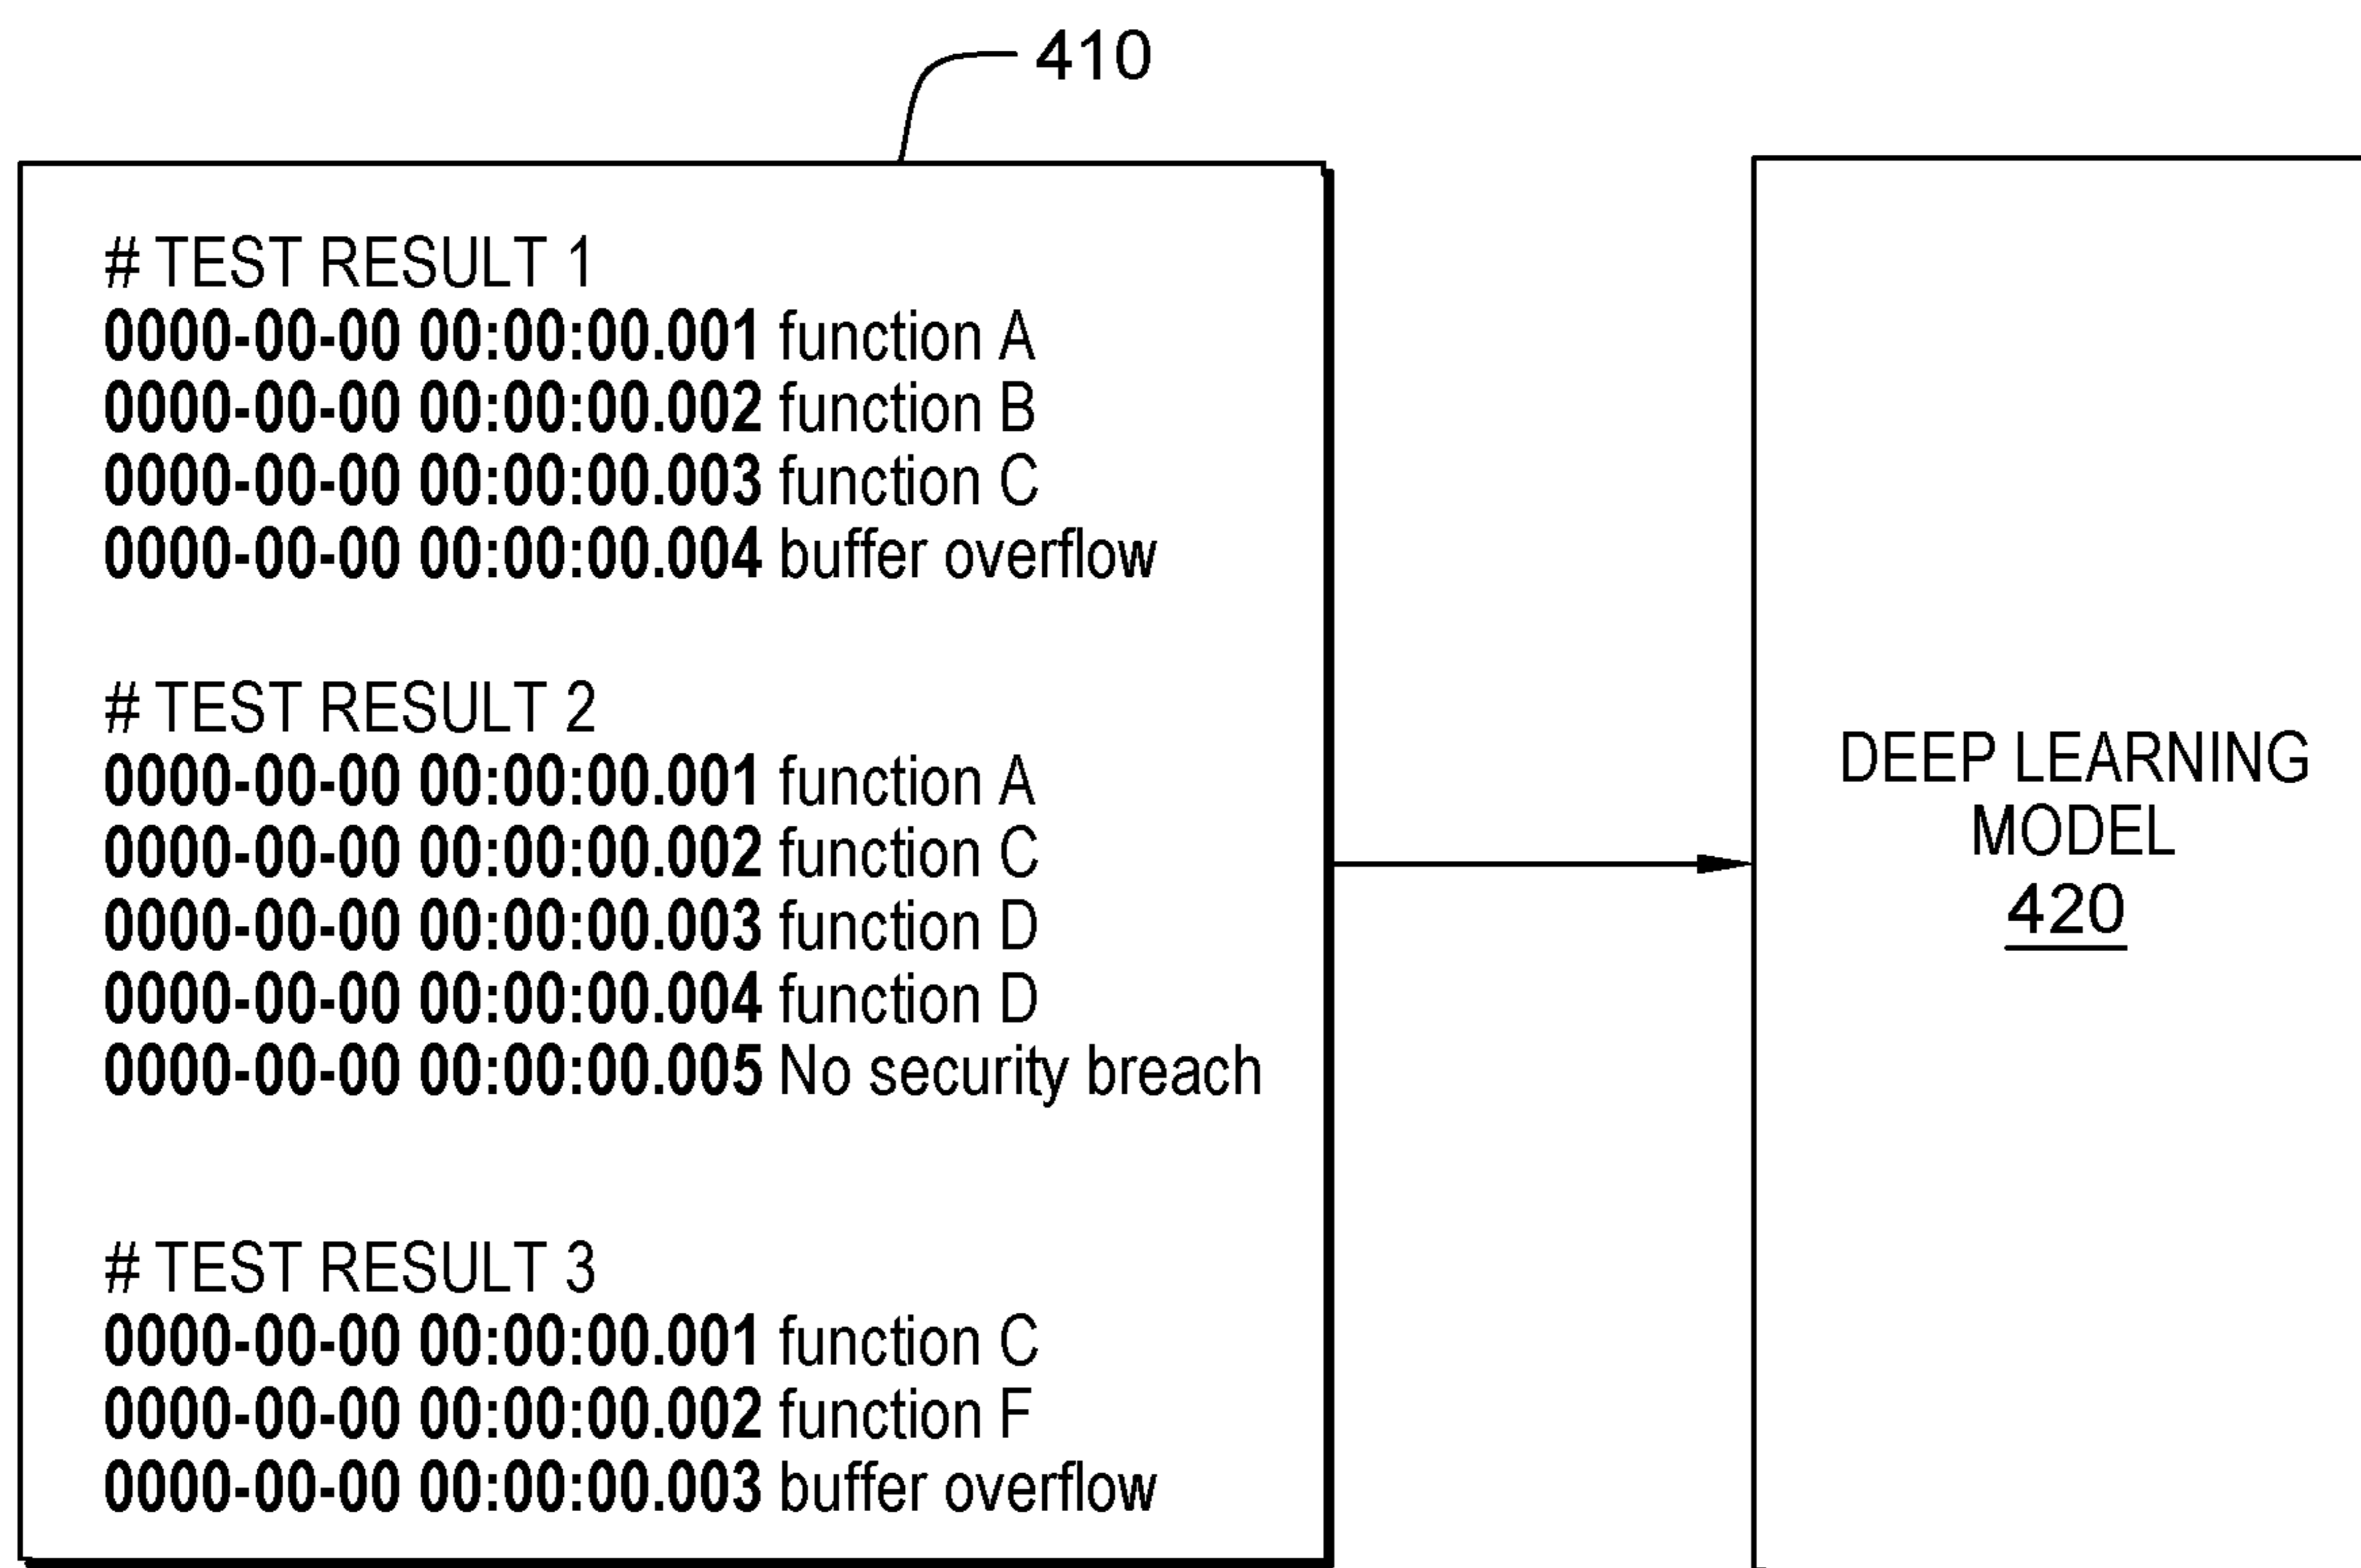 410
# TEST RESULT 1
0000-00-00 00:00:00.001 function A
0000-00-00 00:00:00.002 function B
0000-00-00 00:00:00.003 function C
0000-00-00 00:00:00.004 buffer overflow
# TEST RESULT 2
0000-00-00 00:00:00.001 function A
0000-00-00 00:00:00.002 function C
0000-00-00 00:00:00.003 function D
0000-00-00 00:00:00.004 function D
0000-00-00 00:00:00.005 No security breach
# TEST RESULT 3
0000-00-00 00:00:00.001 function C
0000-00-00 00:00:00.002 function F
0000-00-00 00:00:00.003 buffer overflow
DEEP LEARNING
MODEL
420